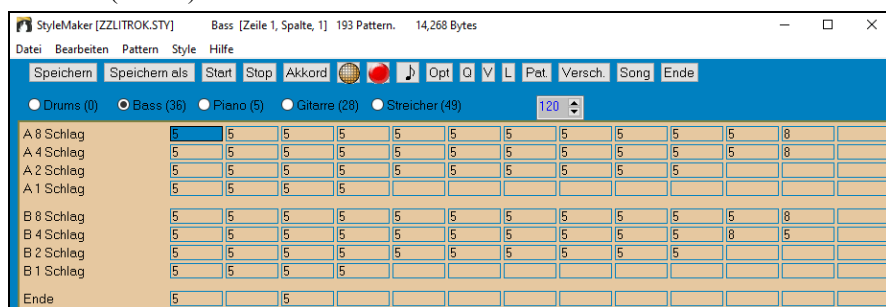 StyleMaker [ZZLITROK.STY] Bass [Zeile 1, Spalte, 1] 193 Pattern. 14,268 Bytes
Datei Bearbeiten Pattern Style Hilfe
Speichern Speichern als Start Stop Akkord Opt Q V L Pat. Versch. Song Ende
Drums (0) Bass (36) Piano (5) Gitarre (28) Streicher (49) 120
A 8 Schlag 5 5 5 5 5 5 5 5 5 5 5 8
A 4 Schlag 5 5 5 5 5 5 5 5 5 5 5 8
A 2 Schlag 5 5 5 5 5 5 5 5 5 5
A 1 Schlag 5 5 5 5
B 8 Schlag 5 5 5 5 5 5 5 5 5 5 5 8
B 4 Schlag 5 5 5 5 5 5 5 5 5 5 8 5
B 2 Schlag 5 5 5 5 5 5 5 5 5 5
B 1 Schlag 5 5 5 5
Ende 5 5